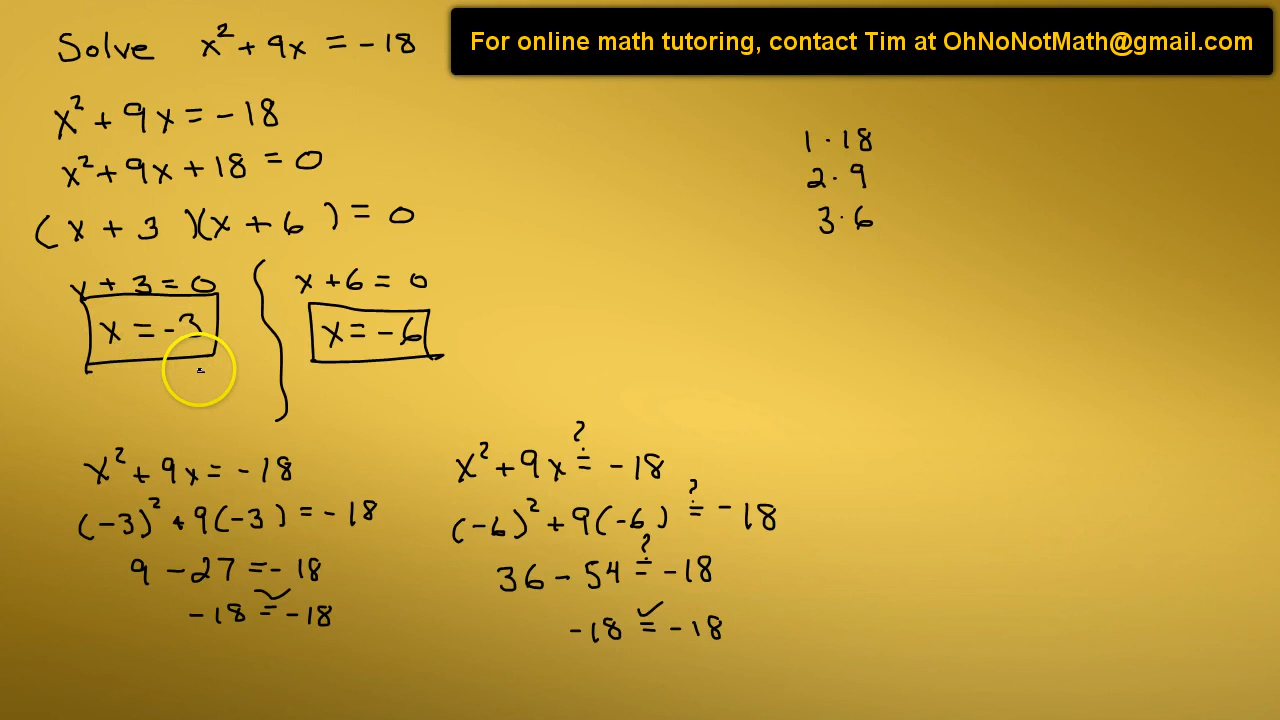 Solve x² + 9x = -18
For online math tutoring, contact Tim at OhNoNotMath@gmail.com
x² + 9x = -18
x² + 9x + 18 = 0
(x + 3)(x + 6) = 0
1 · 18
2 · 9
3 · 6
x + 3 = 0
x = -3
x + 6 = 0
x = -6
x² + 9x = -18
(-3)² + 9(-3) = -18
9 - 27 = -18
-18 = -18 ✓
x² + 9x ≟ -18
(-6)² + 9(-6) ≟ -18
36 - 54 ≟ -18
-18 = -18 ✓